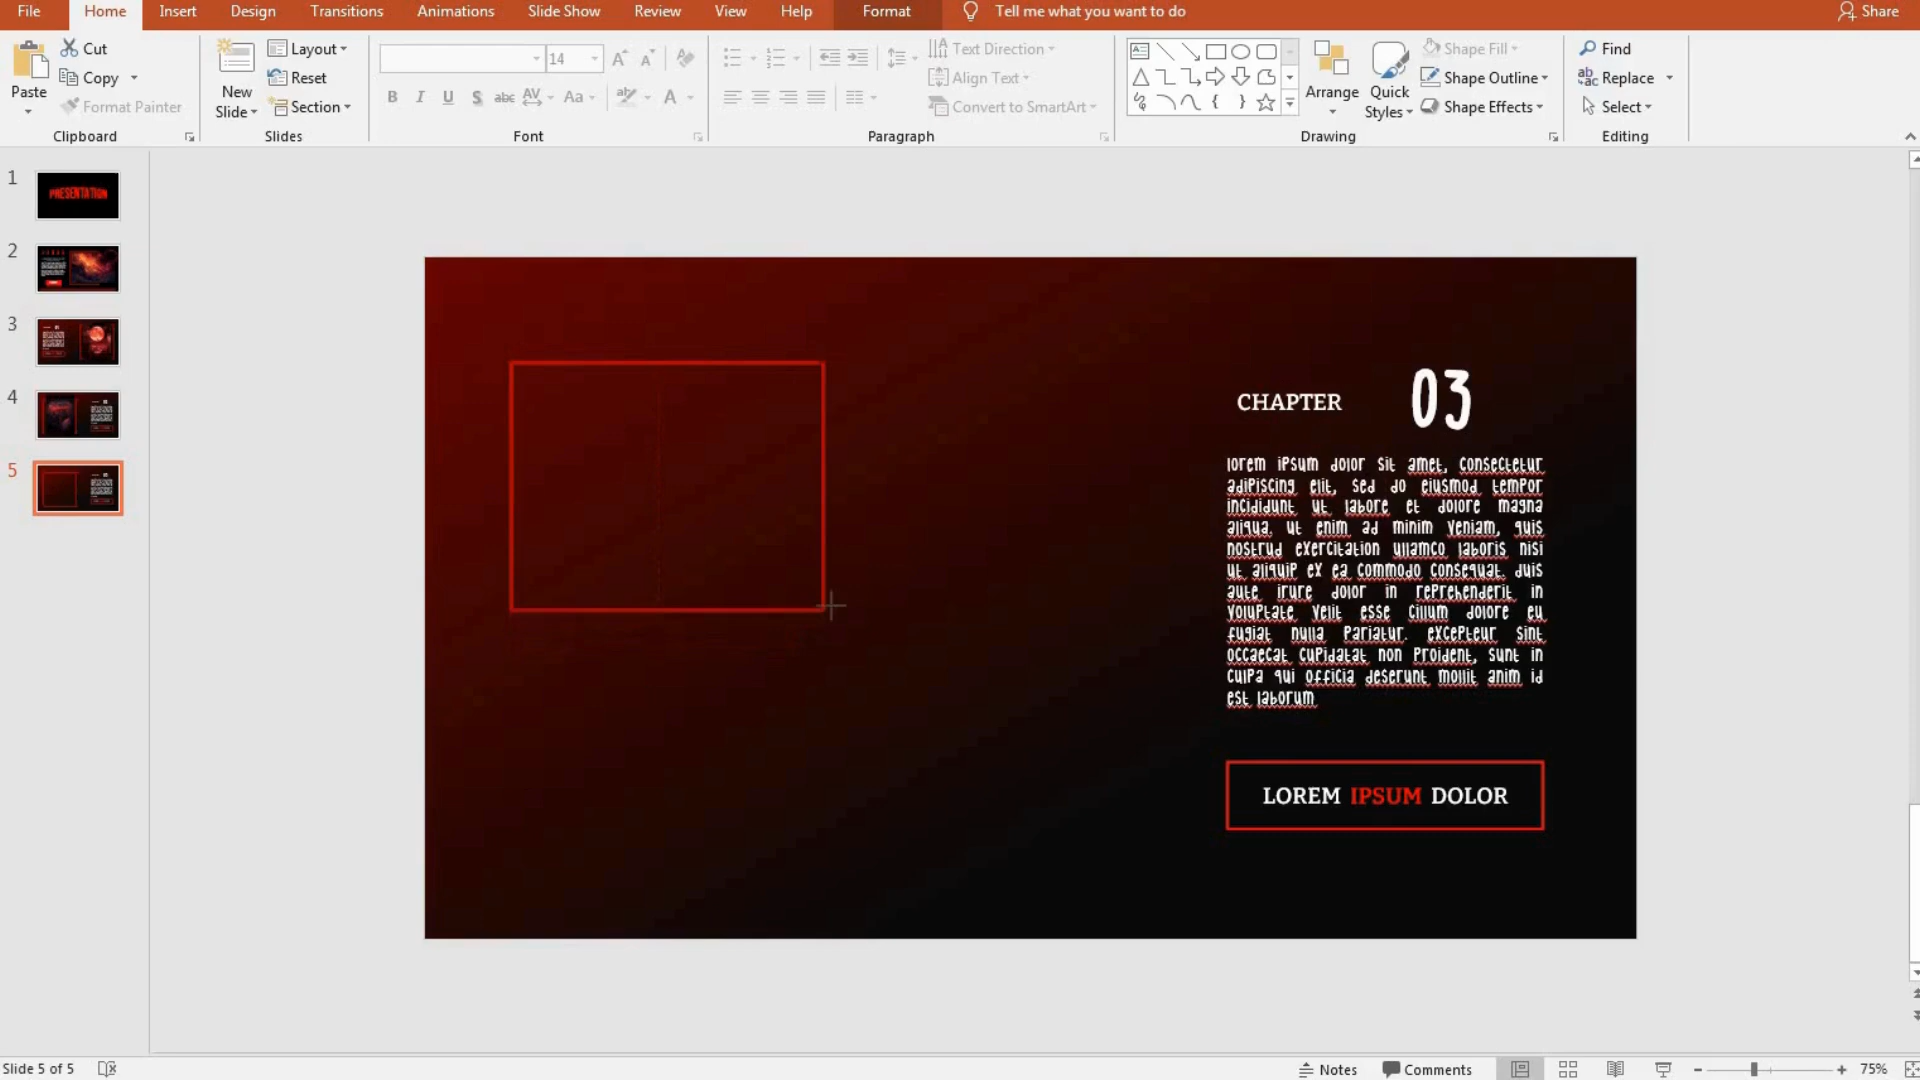 File Home Insert Design Transitions Animations Slide Show Review View Help Format Tell me what you want to do Share
Paste Cut Copy Format Painter
Clipboard
New Slide Layout Reset Section
Slides
14
B I U S abc AV Aa A
Font
Text Direction
Align Text
Convert to SmartArt
Paragraph
Arrange Quick Styles
Shape Fill
Shape Outline
Shape Effects
Drawing
Find
Replace
Select
Editing
1
PRESENTATION
2
3
4
5
CHAPTER 03
lorem ipsum dolor sit amet, consectetur
adipiscing elit, sed do eiusmod tempor
incididunt ut labore et dolore magna
aliqua. ut enim ad minim veniam, quis
nostrud exercitation ullamco laboris nisi
ut aliquip ex ea commodo consequat. duis
aute irure dolor in reprehenderit in
voluptate velit esse cillum dolore eu
fugiat nulla pariatur. excepteur sint
occaecat cupidatat non proident, sunt in
culpa qui officia deserunt mollit anim id
est laborum
LOREM IPSUM DOLOR
Slide 5 of 5 Notes Comments 75%